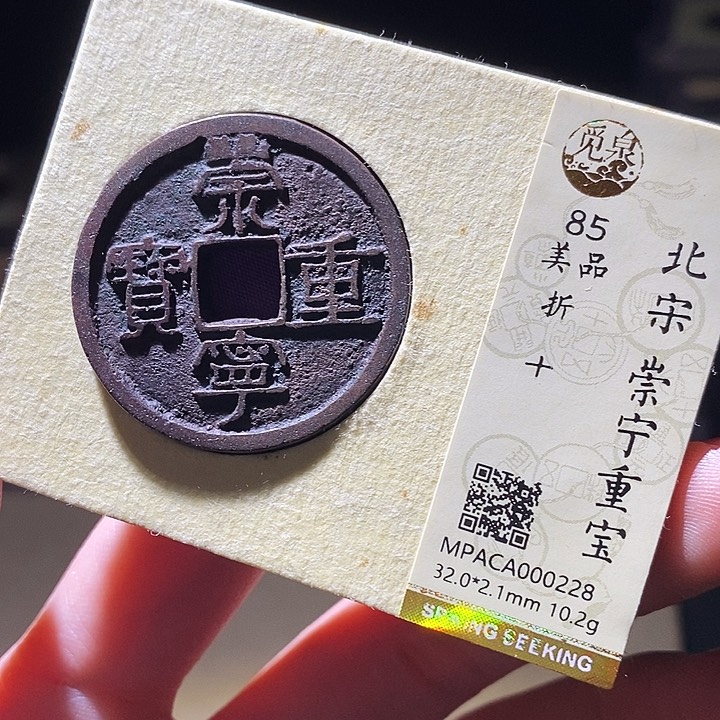 崇寧重寶
觅泉
北宋 崇宁重宝
85
美品
折十
MPACA000228
32.0*2.1mm 10.2g
SPRING SEEKING